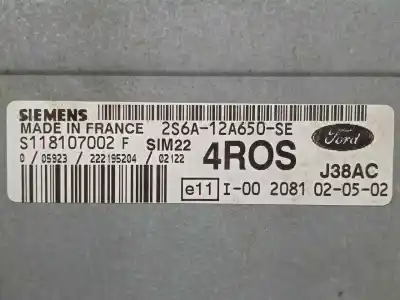 SIEMENS
MADE IN FRANCE 2S6A-12A650-SE
S118107002 F SIM22 4ROS
Ford
0 / 05923 / 222195204 / 02122
J38AC
e11 I-00 2081 02-05-02